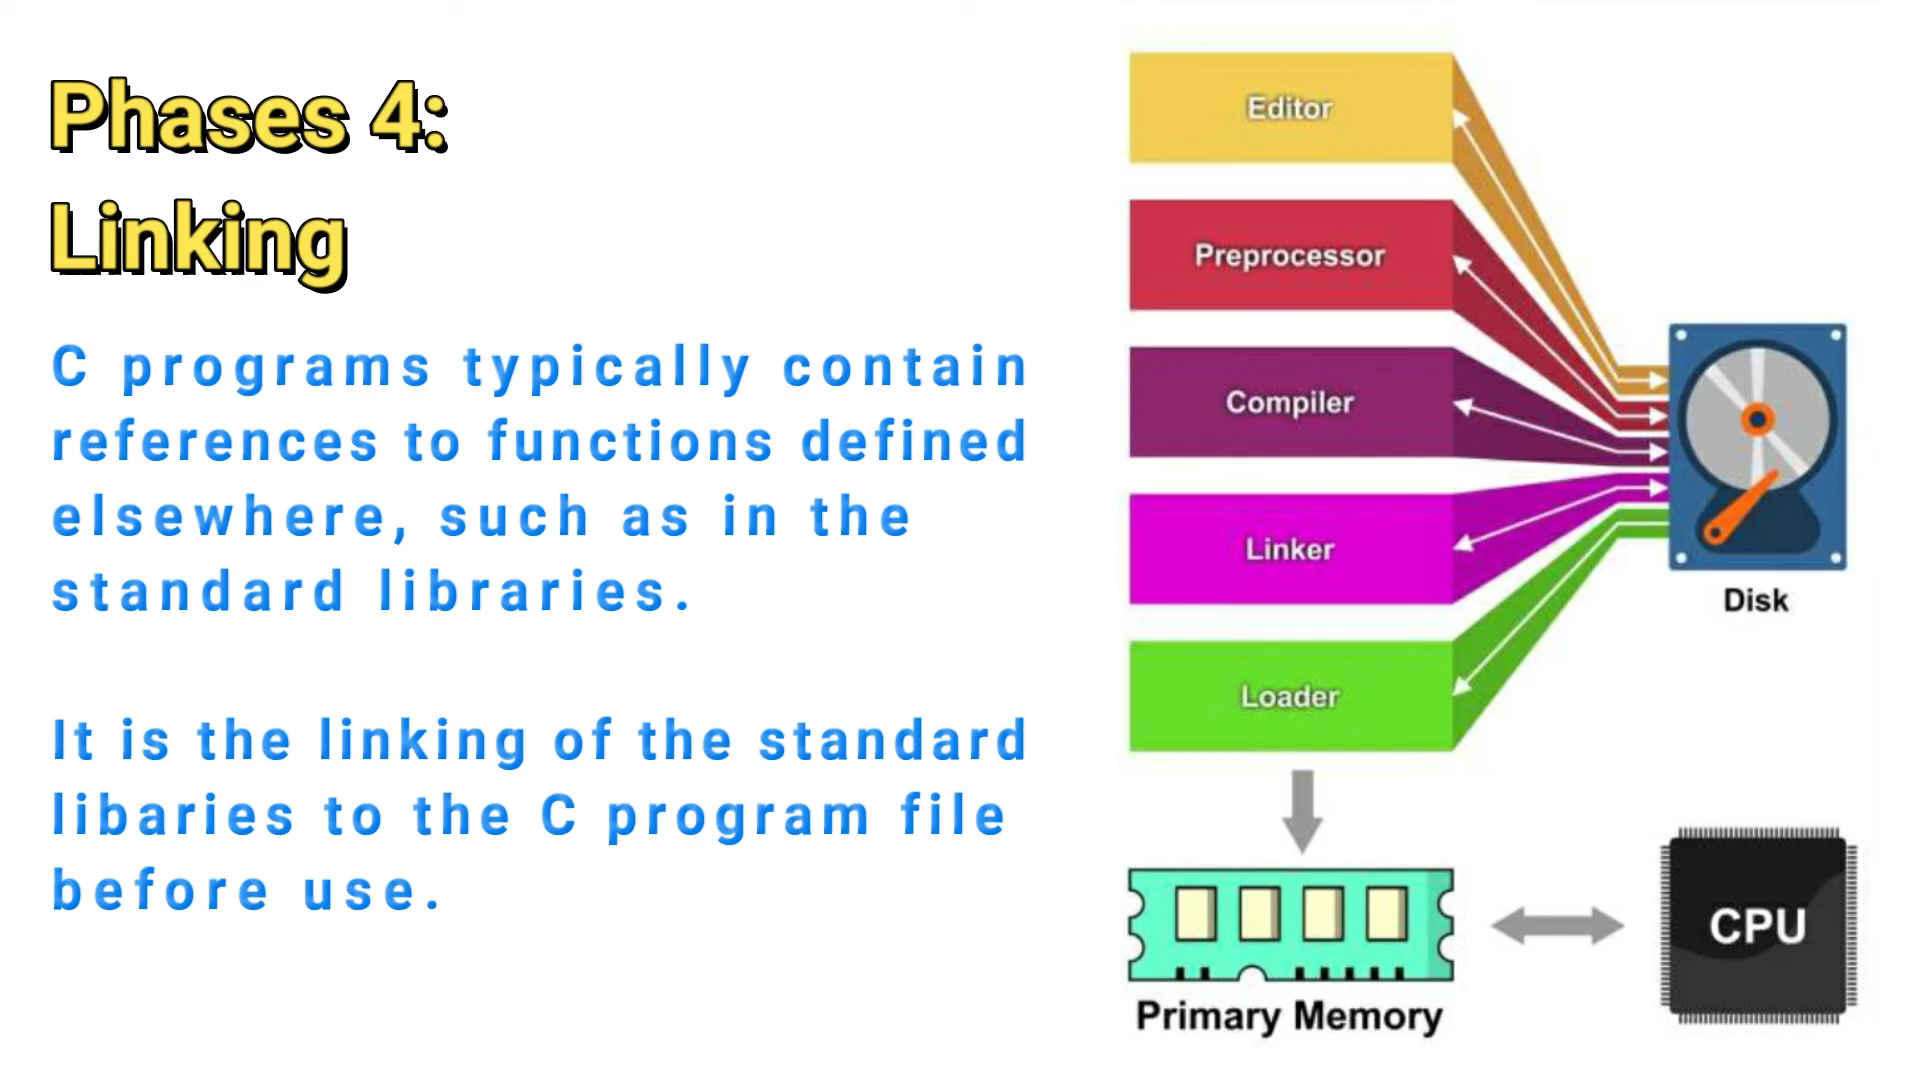 Phases 4:
Linking
C programs typically contain
references to functions defined
elsewhere, such as in the
standard libraries.
It is the linking of the standard
libaries to the C program file
before use.
Editor
Preprocessor
Compiler
Linker
Loader
Disk
Primary Memory
CPU